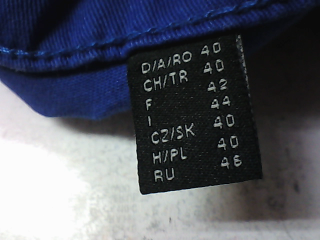 D/A/RO 40
CH/TR 40
F 42
I 44
CZ/SK 40
H/PL 40
RU 46